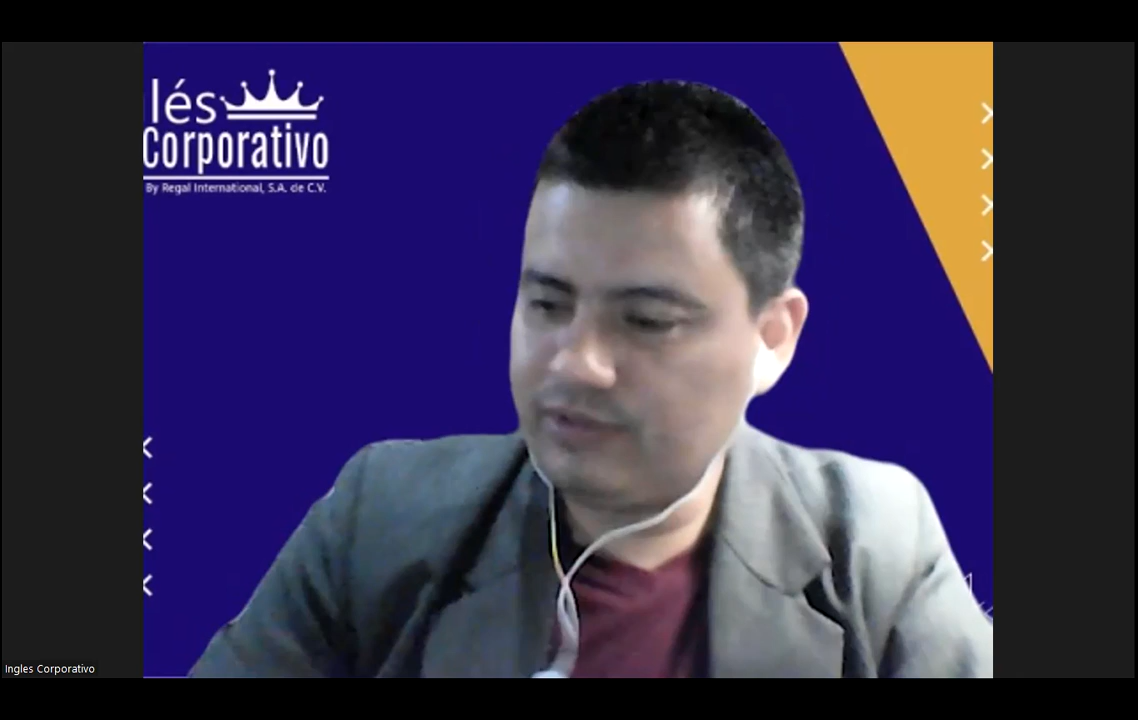 lés
Corporativo
By Regal International, S.A. de C.V.
Ingles Corporativo